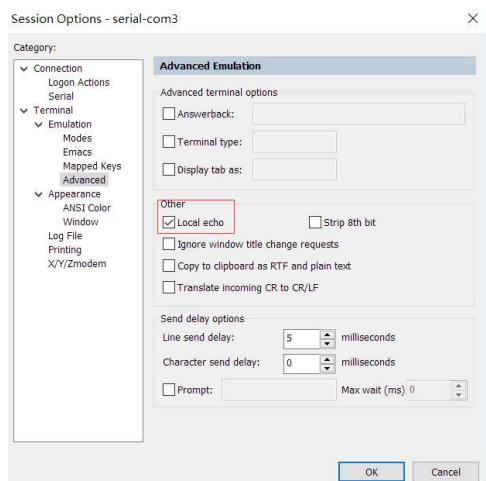 Session Options - serial-com3
Category:
Connection
Logon Actions
Serial
Terminal
Emulation
Modes
Emacs
Mapped Keys
Advanced
Appearance
ANSI Color
Window
Log File
Printing
X/Y/Zmodem
Advanced Emulation
Advanced terminal options
Answerback:
Terminal type:
Display tab as:
Other
Local echo Strip 8th bit
Ignore window title change requests
Copy to clipboard as RTF and plain text
Translate incoming CR to CR/LF
Send delay options
Line send delay: 5 milliseconds
Character send delay: 0 milliseconds
Prompt: Max wait (ms) 0
OK Cancel